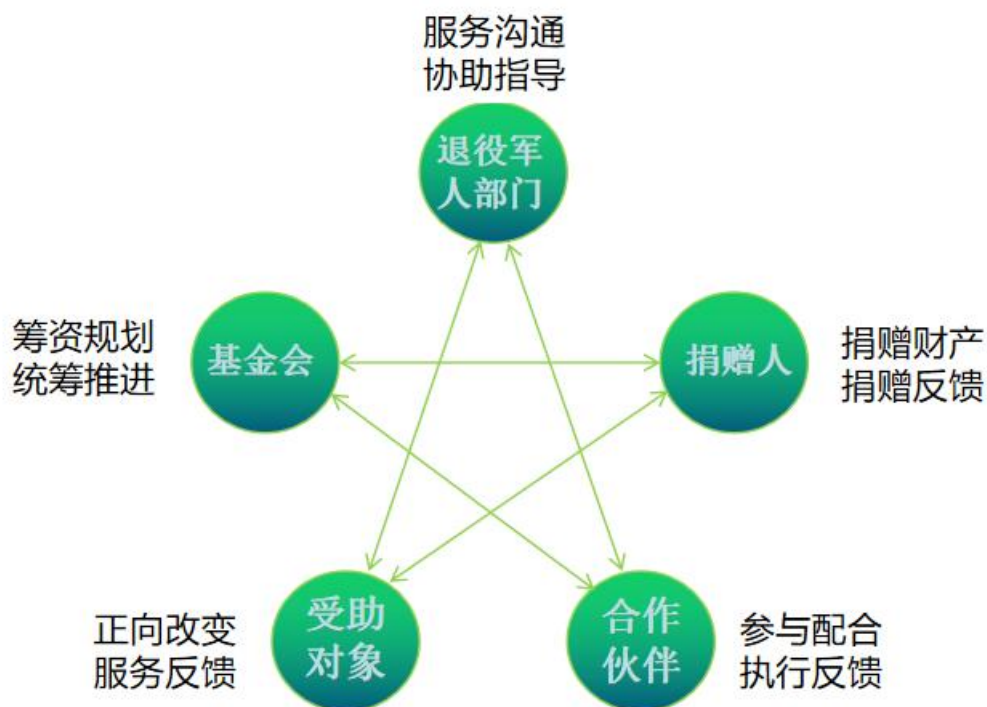 服务沟通
协助指导
退役军
人部门
筹资规划
统筹推进
基金会
捐赠人
捐赠财产
捐赠反馈
正向改变
服务反馈
受助
对象
合作
伙伴
参与配合
执行反馈